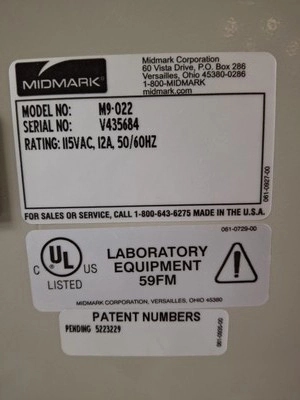 MIDMARK®
Midmark Corporation
60 Vista Drive, P.O. Box 286
Versailles, Ohio 45380-0286
1-800-MIDMARK
midmark.com
MODEL NO: M9-022
SERIAL NO: V435684
RATING: 115VAC, 12A, 50/60HZ
061-0927-00
FOR SALES OR SERVICE, CALL 1-800-643-6275 MADE IN THE U.S.A.
061-0729-00
C UL US
LISTED
LABORATORY
EQUIPMENT
59FM
!
MIDMARK CORPORATION, VERSAILLES, OHIO 45380
PATENT NUMBERS
PENDING 5223229